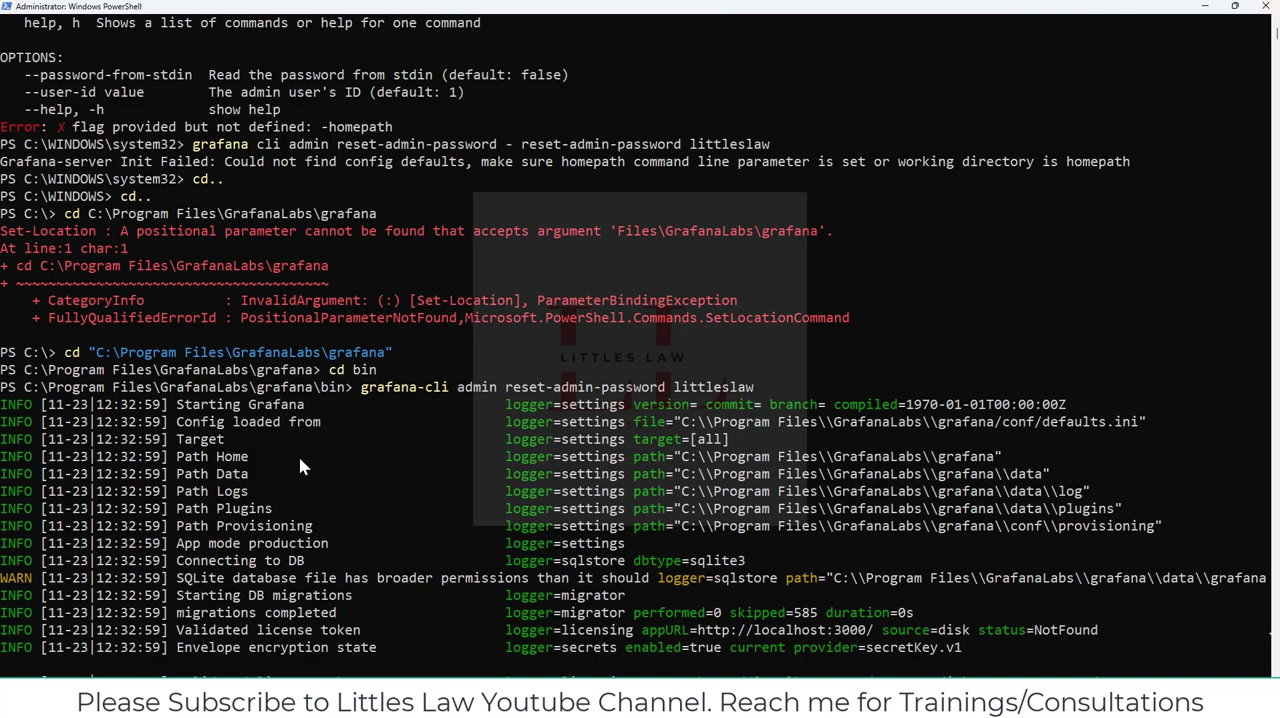 Administrator: Windows PowerShell
help, h  Shows a list of commands or help for one command
OPTIONS:
--password-from-stdin  Read the password from stdin (default: false)
--user-id value        The admin user's ID (default: 1)
--help, -h             show help
Error: ✗ flag provided but not defined: -homepath
PS C:\WINDOWS\system32> grafana cli admin reset-admin-password - reset-admin-password littleslaw
Grafana-server Init Failed: Could not find config defaults, make sure homepath command line parameter is set or working directory is homepath
PS C:\WINDOWS\system32> cd..
PS C:\WINDOWS> cd..
PS C:\> cd C:\Program Files\GrafanaLabs\grafana
Set-Location : A positional parameter cannot be found that accepts argument 'Files\GrafanaLabs\grafana'.
At line:1 char:1
+ cd C:\Program Files\GrafanaLabs\grafana
+ ~~~~~~~~~~~~~~~~~~~~~~~~~~~~~~~~~~~~~~~
+ CategoryInfo          : InvalidArgument: (:) [Set-Location], ParameterBindingException
+ FullyQualifiedErrorId : PositionalParameterNotFound,Microsoft.PowerShell.Commands.SetLocationCommand
PS C:\> cd "C:\Program Files\GrafanaLabs\grafana"
LITTLES LAW
PS C:\Program Files\GrafanaLabs\grafana> cd bin
PS C:\Program Files\GrafanaLabs\grafana\bin> grafana-cli admin reset-admin-password littleslaw
INFO [11-23|12:32:59] Starting Grafana                         logger=settings version= commit= branch= compiled=1970-01-01T00:00:00Z
INFO [11-23|12:32:59] Config loaded from                       logger=settings file="C:\\Program Files\\GrafanaLabs\\grafana/conf/defaults.ini"
INFO [11-23|12:32:59] Target                                   logger=settings target=[all]
INFO [11-23|12:32:59] Path Home                                logger=settings path="C:\\Program Files\\GrafanaLabs\\grafana"
INFO [11-23|12:32:59] Path Data                                logger=settings path="C:\\Program Files\\GrafanaLabs\\grafana\\data"
INFO [11-23|12:32:59] Path Logs                                logger=settings path="C:\\Program Files\\GrafanaLabs\\grafana\\data\\log"
INFO [11-23|12:32:59] Path Plugins                             logger=settings path="C:\\Program Files\\GrafanaLabs\\grafana\\data\\plugins"
INFO [11-23|12:32:59] Path Provisioning                        logger=settings path="C:\\Program Files\\GrafanaLabs\\grafana\\conf\\provisioning"
INFO [11-23|12:32:59] App mode production                      logger=settings
INFO [11-23|12:32:59] Connecting to DB                         logger=sqlstore dbtype=sqlite3
WARN [11-23|12:32:59] SQLite database file has broader permissions than it should logger=sqlstore path="C:\\Program Files\\GrafanaLabs\\grafana\\data\\grafana
INFO [11-23|12:32:59] Starting DB migrations                   logger=migrator
INFO [11-23|12:32:59] migrations completed                     logger=migrator performed=0 skipped=585 duration=0s
INFO [11-23|12:32:59] Validated license token                  logger=licensing appURL=http://localhost:3000/ source=disk status=NotFound
INFO [11-23|12:32:59] Envelope encryption state                logger=secrets enabled=true current provider=secretKey.v1
Please Subscribe to Littles Law Youtube Channel. Reach me for Trainings/Consultations